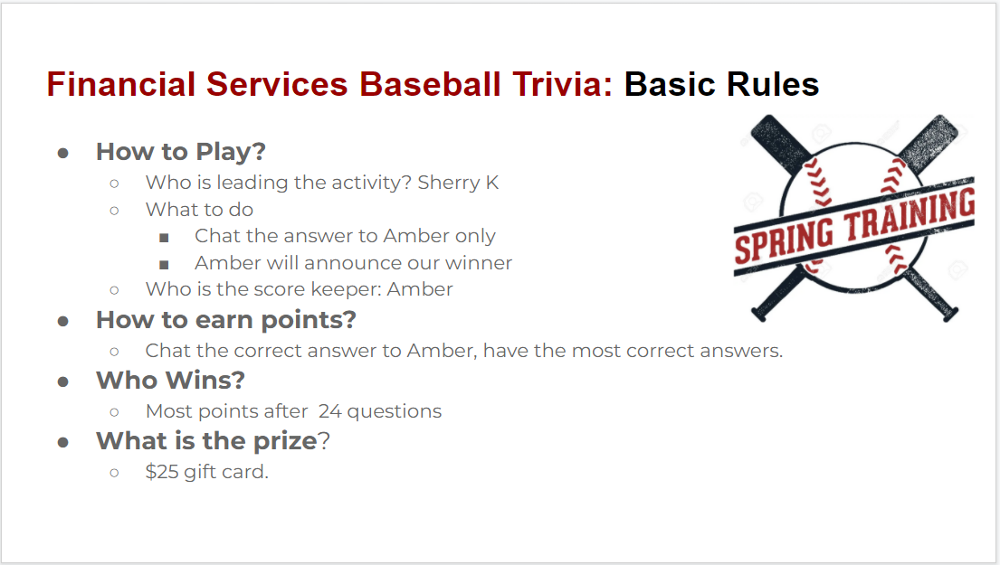 Financial Services Baseball Trivia: Basic Rules
● How to Play?
○ Who is leading the activity? Sherry K
○ What to do
■ Chat the answer to Amber only
■ Amber will announce our winner
○ Who is the score keeper: Amber
● How to earn points?
○ Chat the correct answer to Amber, have the most correct answers.
● Who Wins?
○ Most points after  24 questions
● What is the prize?
○ $25 gift card.
SPRING TRAINING